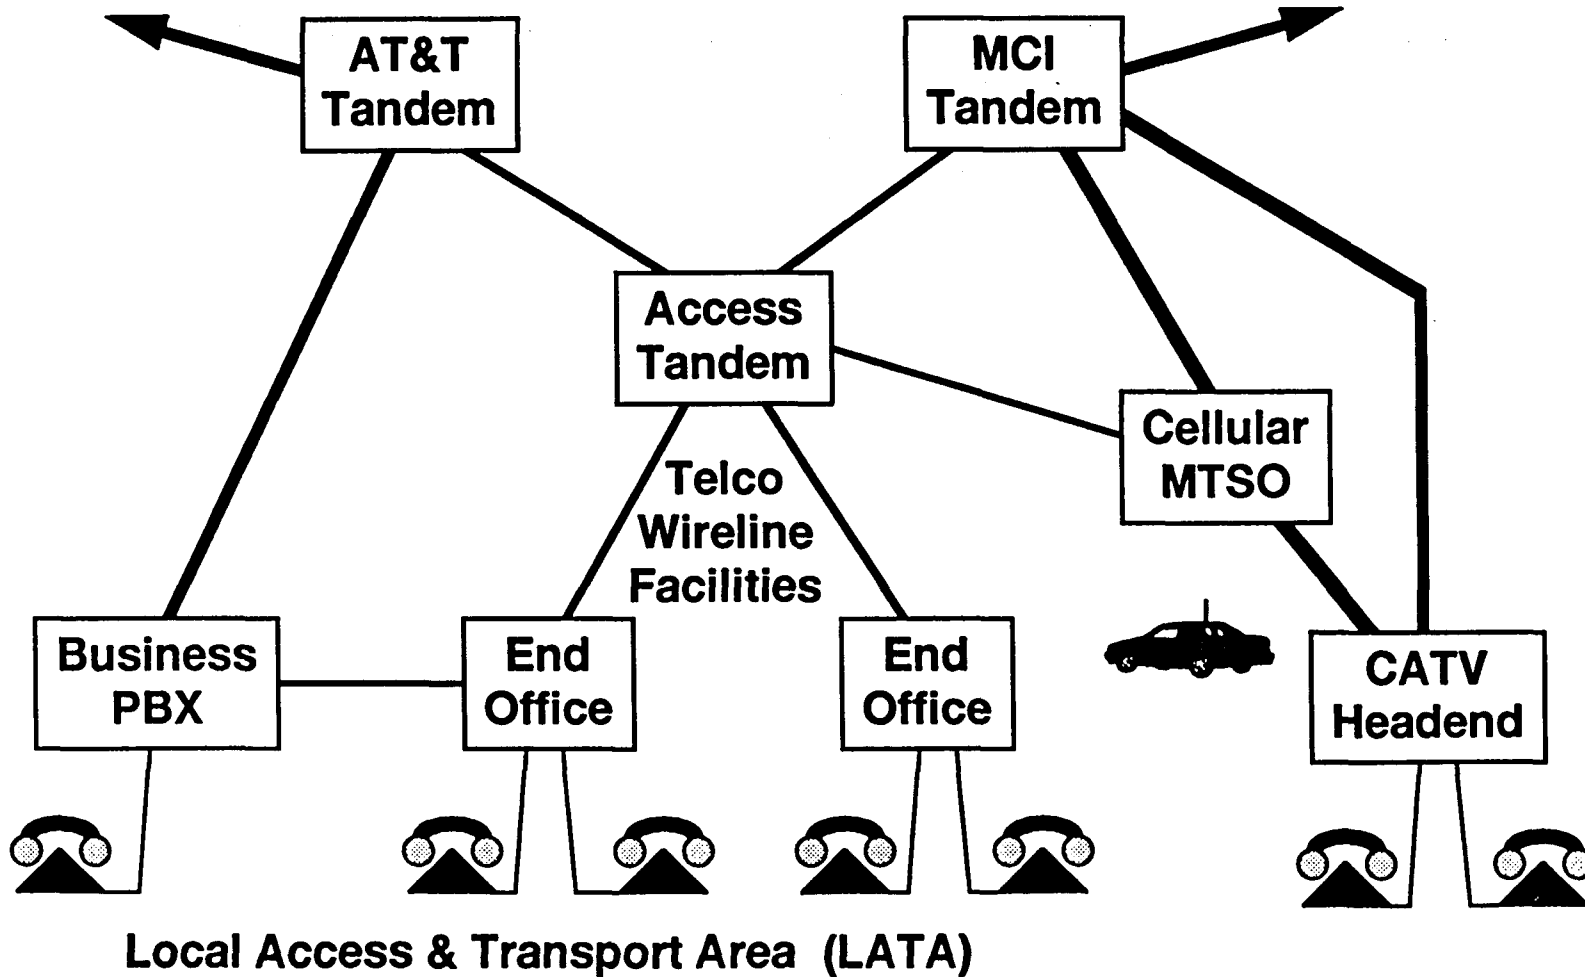 AT&T
Tandem
MCI
Tandem
Access
Tandem
Cellular
MTSO
Telco
Wireline
Facilities
Business
PBX
End
Office
End
Office
CATV
Headend
Local Access & Transport Area (LATA)